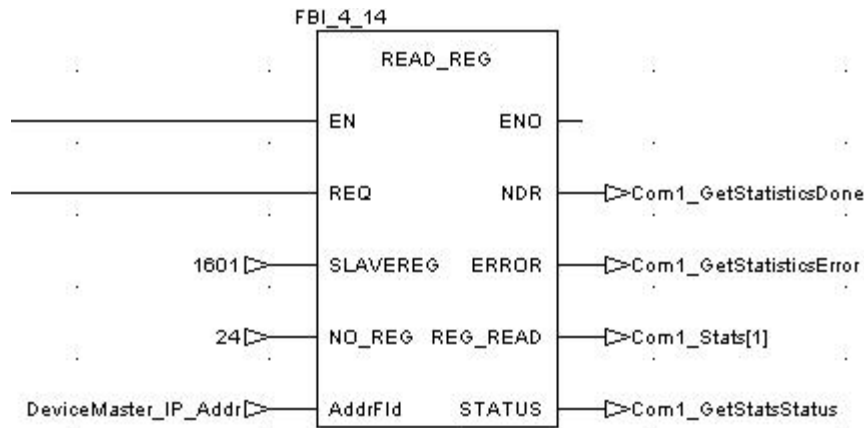 FBI_4_14
READ_REG
EN ENO
REQ NDR Com1_GetStatisticsDone
1601 SLAVEREG ERROR Com1_GetStatisticsError
24 NO_REG REG_READ Com1_Stats[1]
DeviceMaster_IP_Addr AddrFld STATUS Com1_GetStatsStatus